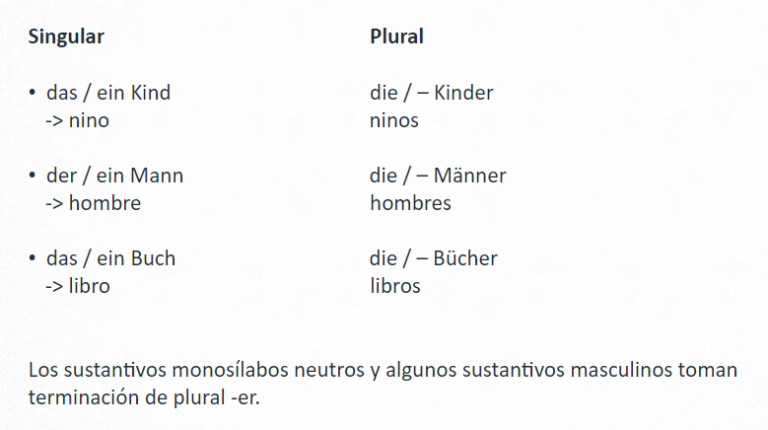 Singular Plural
• das / ein Kind die / – Kinder
-> nino ninos
• der / ein Mann die / – Männer
-> hombre hombres
• das / ein Buch die / – Bücher
-> libro libros
Los sustantivos monosílabos neutros y algunos sustantivos masculinos toman
terminación de plural -er.